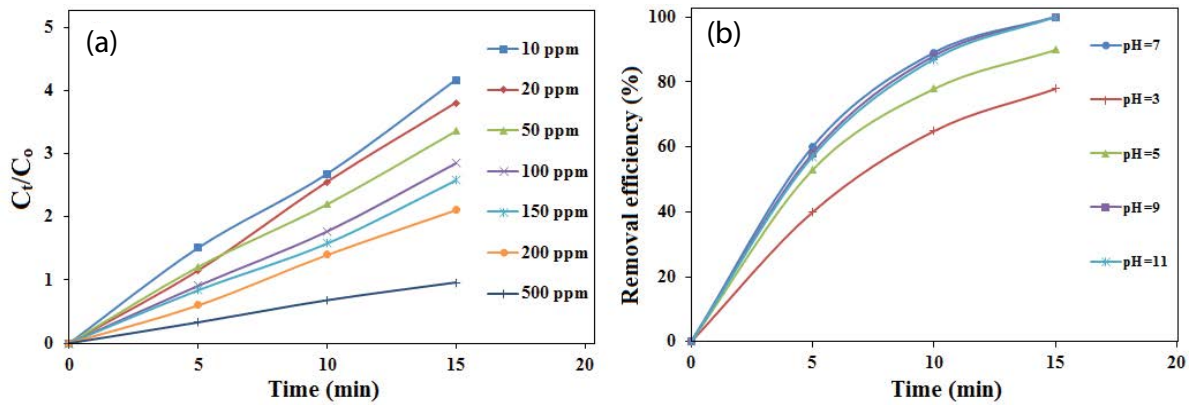 (a)
5
4
3
2
1
0
C_t/C_o
0 5 10 15 20
Time (min)
10 ppm
20 ppm
50 ppm
100 ppm
150 ppm
200 ppm
500 ppm
(b)
100
80
60
40
20
0
Removal efficiency (%)
0 5 10 15 20
Time (min)
pH=7
pH=3
pH=5
pH=9
pH=11